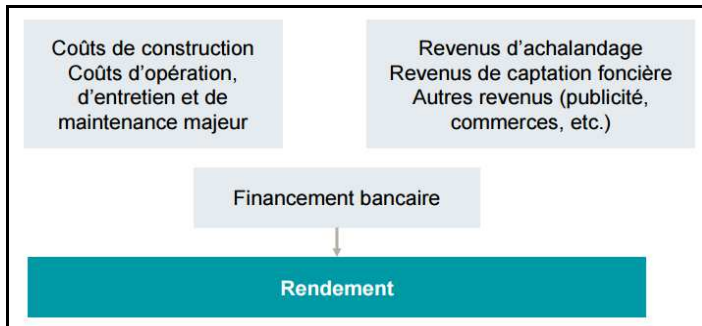 Coûts de construction
Coûts d'opération,
d'entretien et de
maintenance majeur
Revenus d'achalandage
Revenus de captation foncière
Autres revenus (publicité,
commerces, etc.)
Financement bancaire
Rendement